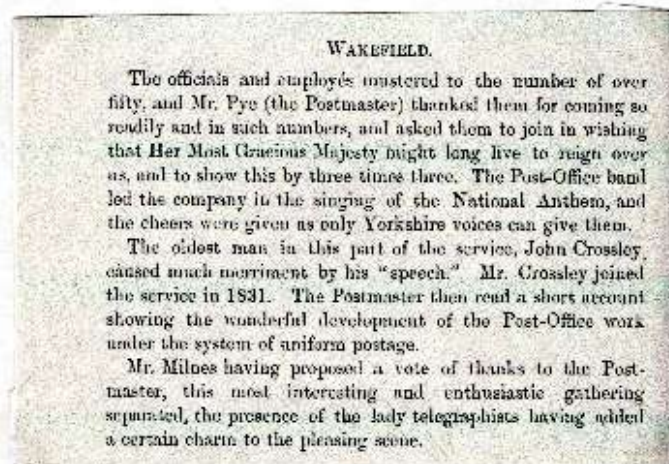 WAKEFIELD.
The officials and employés mustered to the number of over
fifty, and Mr. Pye (the Postmaster) thanked them for coming so
readily and in such numbers, and asked them to join in wishing
that Her Most Gracious Majesty might long live to reign over
us, and to show this by three times three. The Post-Office band
led the company in the singing of the National Anthem, and
the cheers were given as only Yorkshire voices can give them.
The oldest man in this part of the service, John Crossley,
caused much merriment by his “speech.” Mr. Crossley joined
the service in 1831. The Postmaster then read a short account
showing the wonderful development of the Post-Office work
under the system of uniform postage.
Mr. Milnes having proposed a vote of thanks to the Post-
master, this most interesting and enthusiastic gathering
separated, the presence of the lady telegraphists having added
a certain charm to the pleasing scene.